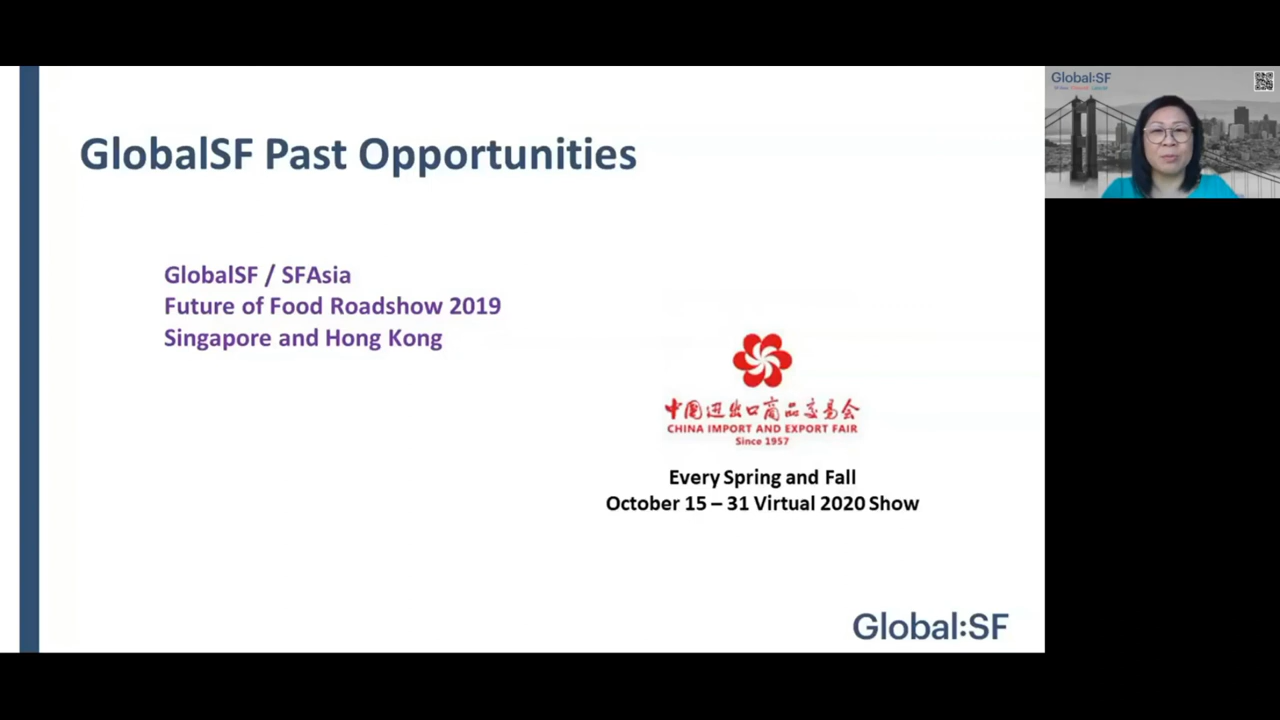 GlobalSF Past Opportunities
GlobalSF / SFAsia
Future of Food Roadshow 2019
Singapore and Hong Kong
中国进出口商品交易会
CHINA IMPORT AND EXPORT FAIR
Since 1957
Every Spring and Fall
October 15 – 31 Virtual 2020 Show
Global:SF
Global:SF